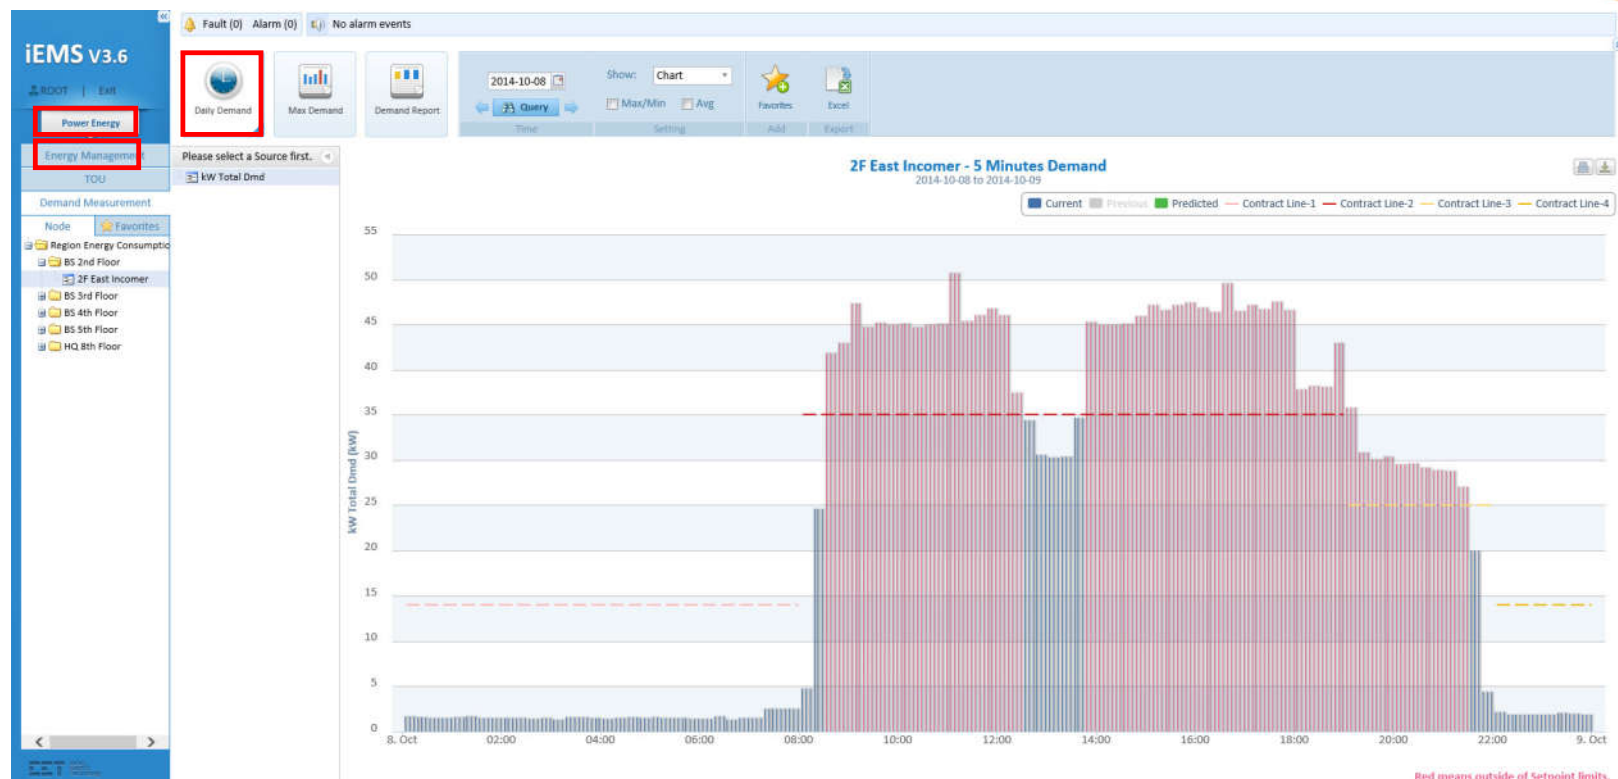 Fault (0) Alarm (0) No alarm events
iEMS V3.6
ROOT | Exit
Power Energy
Energy Management
TOU
Demand Measurement
Node Favorites
Region Energy Consumptio
BS 2nd Floor
2F East Incomer
BS 3rd Floor
BS 4th Floor
BS 5th Floor
HQ 8th Floor
Daily Demand
Max Demand
Demand Report
2014-10-08
Query
Time
Show: Chart
Max/Min Avg
Setting
Favorites
Add
Excel
Export
Please select a Source first.
kW Total Dmd
2F East Incomer - 5 Minutes Demand
2014-10-08 to 2014-10-09
Current Previous Predicted Contract Line-1 Contract Line-2 Contract Line-3 Contract Line-4
kW Total Dmd (kW)
55
50
45
40
35
30
25
20
15
10
5
0
8. Oct 02:00 04:00 06:00 08:00 10:00 12:00 14:00 16:00 18:00 20:00 22:00 9. Oct
Red means outside of Setpoint limits